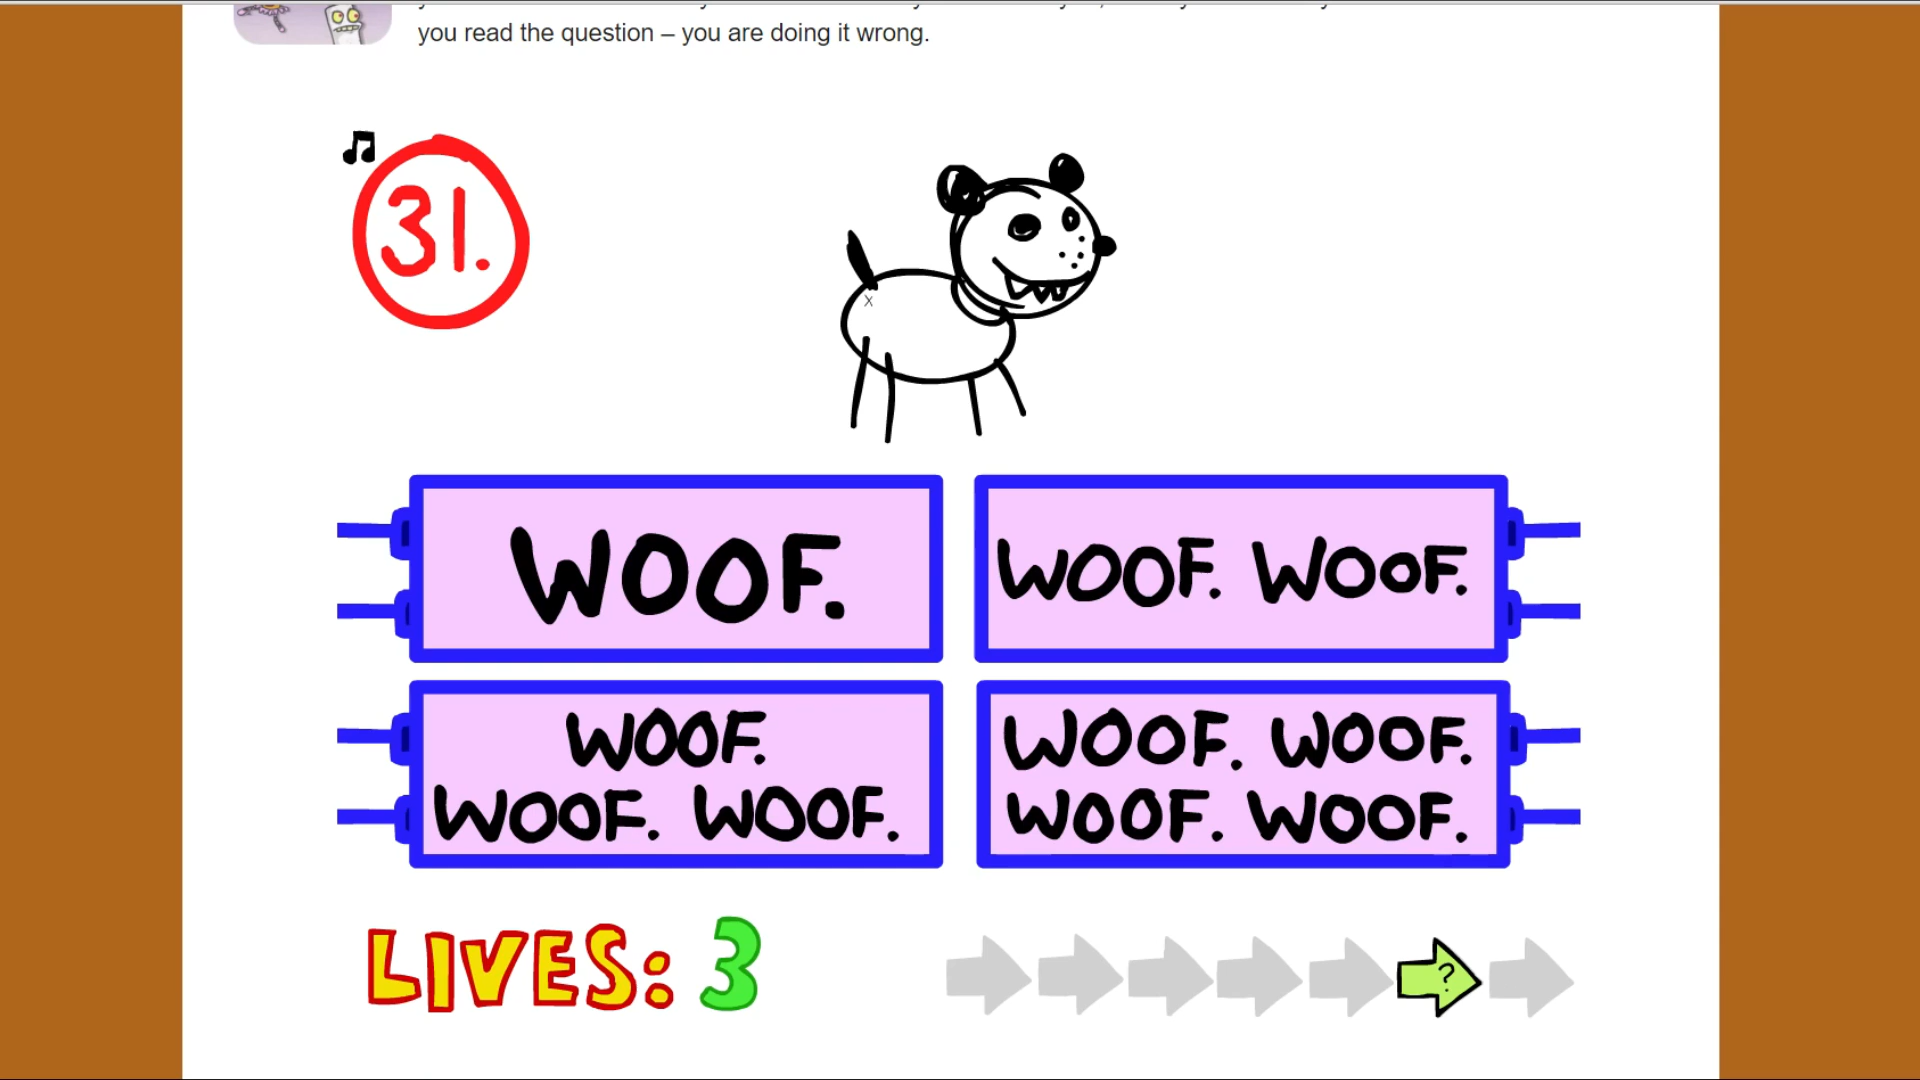 you read the question – you are doing it wrong.
31.
x
WOOF.
WOOF. WOOF.
WOOF.
WOOF. WOOF.
WOOF. WOOF.
WOOF. WOOF.
LIVES: 3
?